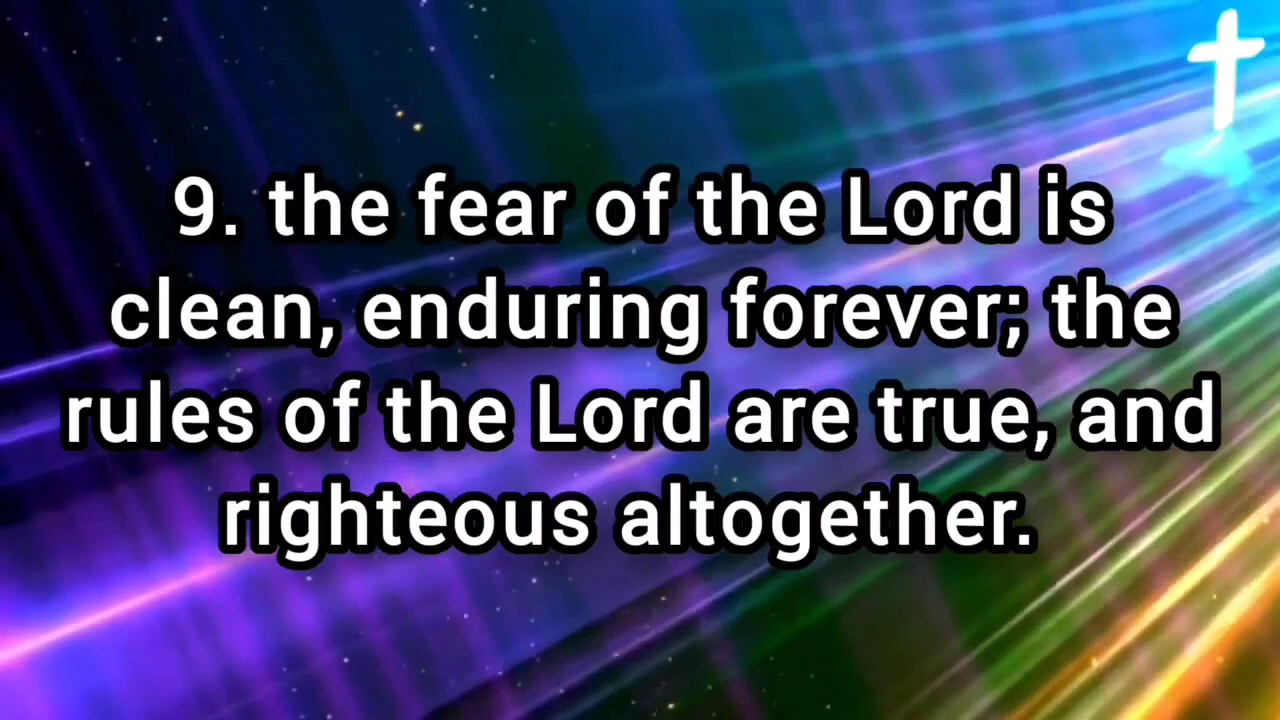 9. the fear of the Lord is
clean, enduring forever; the
rules of the Lord are true, and
righteous altogether.